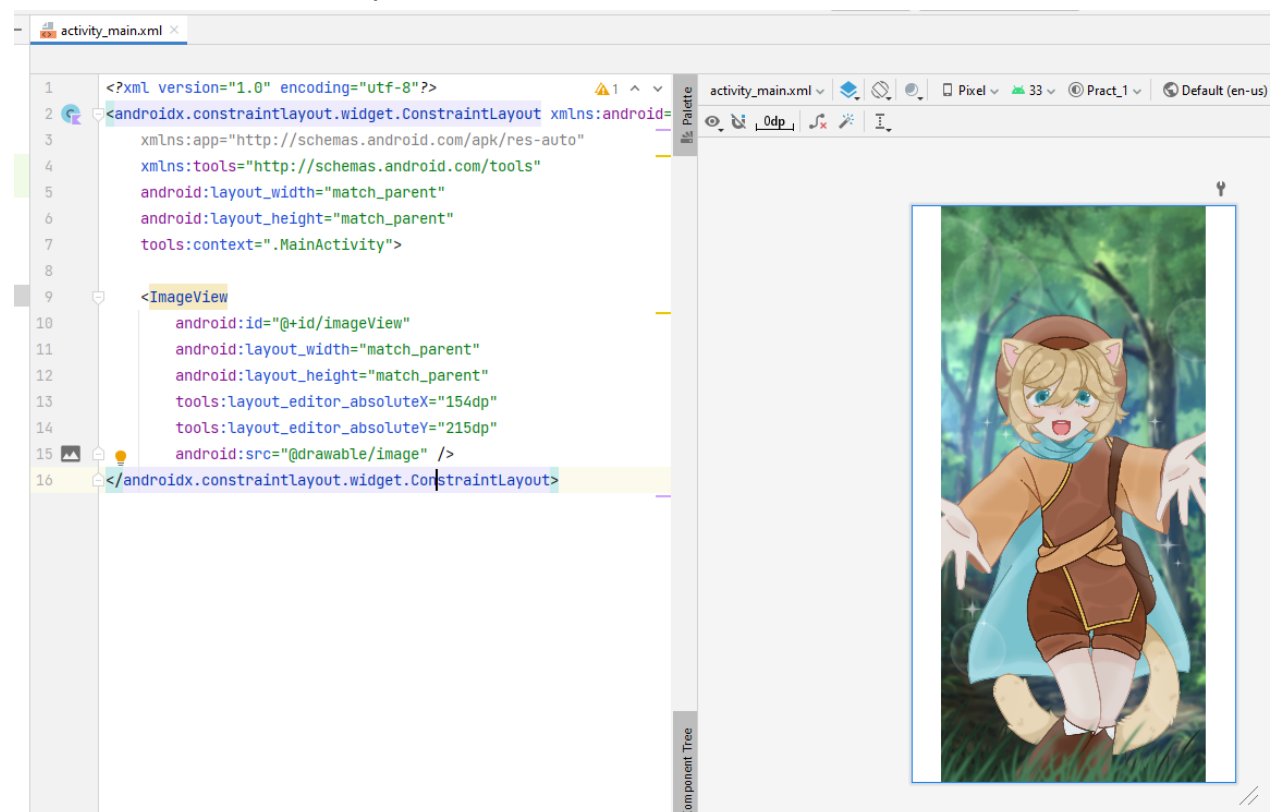 activity_main.xml
1 <?xml version="1.0" encoding="utf-8"?>
1
2 <androidx.constraintlayout.widget.ConstraintLayout xmlns:android=
3 xmlns:app="http://schemas.android.com/apk/res-auto"
4 xmlns:tools="http://schemas.android.com/tools"
5 android:layout_width="match_parent"
6 android:layout_height="match_parent"
7 tools:context=".MainActivity">
8
9 <ImageView
10 android:id="@+id/imageView"
11 android:layout_width="match_parent"
12 android:layout_height="match_parent"
13 tools:layout_editor_absoluteX="154dp"
14 tools:layout_editor_absoluteY="215dp"
15 android:src="@drawable/image" />
16 </androidx.constraintlayout.widget.ConstraintLayout>
Palette
Component Tree
activity_main.xml Pixel 33 Pract_1 Default (en-us)
0dp